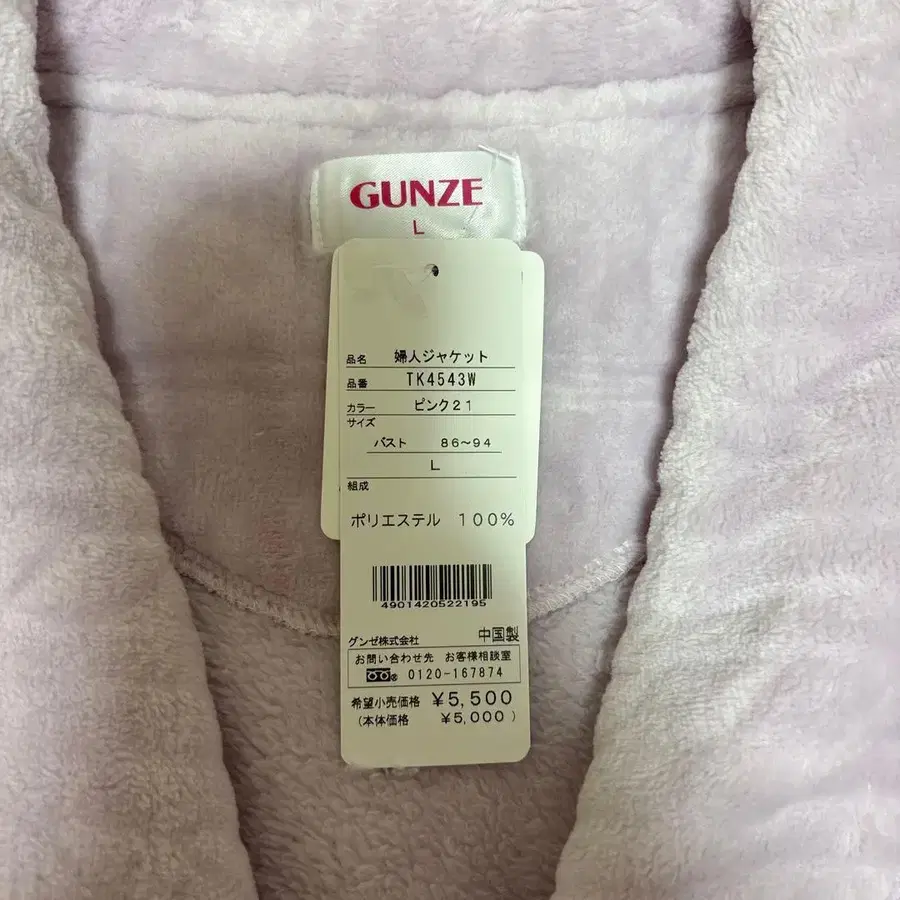 GUNZE
L
品名 婦人ジャケット
品番 TK4543W
カラー ピンク21
サイズ
バスト 86～94
L
組成
ポリエステル 100%
4901420522195
グンゼ株式会社 中国製
お問い合わせ先 お客様相談室
0120-167874
希望小売価格 ¥5,500
(本体価格 ¥5,000)